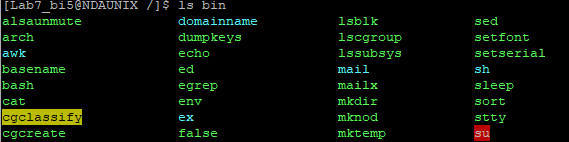 [Lab7_bi5@NDAUNIX /]$ ls bin
alsaunmute domainname lsblk sed
arch dumpkeys lscgroup setfont
awk echo lssubsys setserial
basename ed mail sh
bash egrep mailx sleep
cat env mkdir sort
cgclassify ex mknod stty
cgcreate false mktemp su